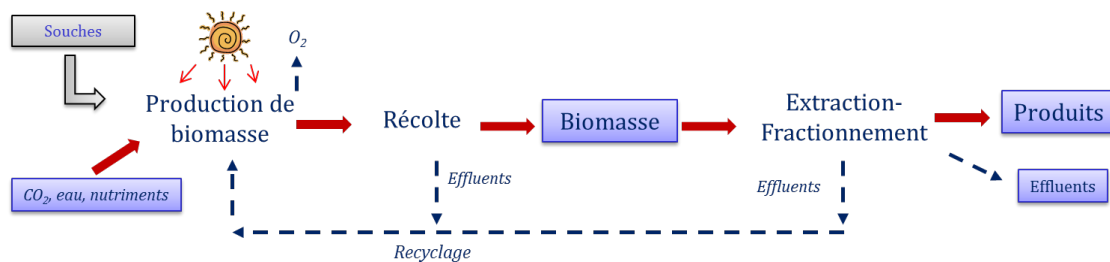 Souches
O₂
Production de
biomasse
Récolte
Biomasse
Extraction-
Fractionnement
Produits
CO₂, eau, nutriments
Effluents
Effluents
Effluents
Recyclage